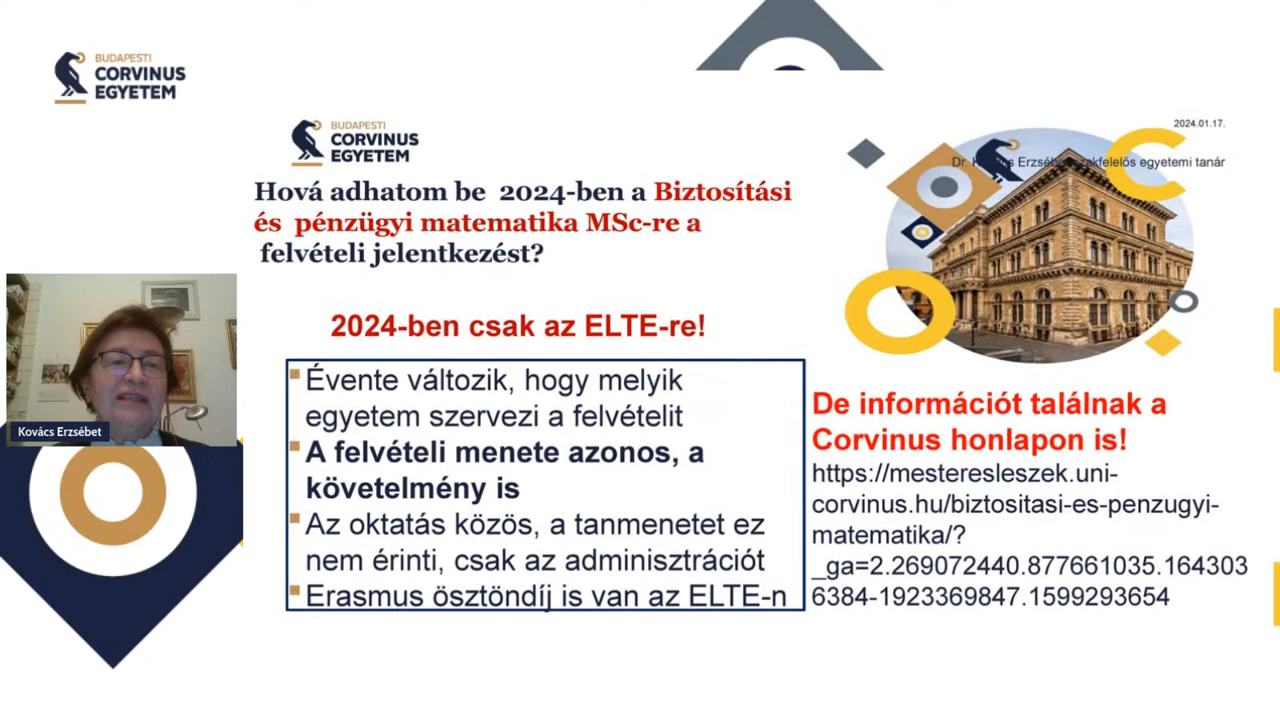 BUDAPESTI
CORVINUS
EGYETEM
BUDAPESTI
CORVINUS
EGYETEM
2024.01.17.
Dr. Erzsébet szakfelelős egyetemi tanár
Hová adhatom be 2024-ben a Biztosítási
és pénzügyi matematika MSc-re a
felvételi jelentkezést?
2024-ben csak az ELTE-re!
Évente változik, hogy melyik
egyetem szervezi a felvételit
A felvételi menete azonos, a
követelmény is
Az oktatás közös, a tanmenetet ez
nem érinti, csak az adminisztrációt
Erasmus ösztöndíj is van az ELTE-n
De információt találnak a
Corvinus honlapon is!
https://mesteresleszek.uni-
corvinus.hu/biztositasi-es-penzugyi-
matematika/?
_ga=2.269072440.877661035.164303
6384-1923369847.1599293654
Kovács Erzsébet